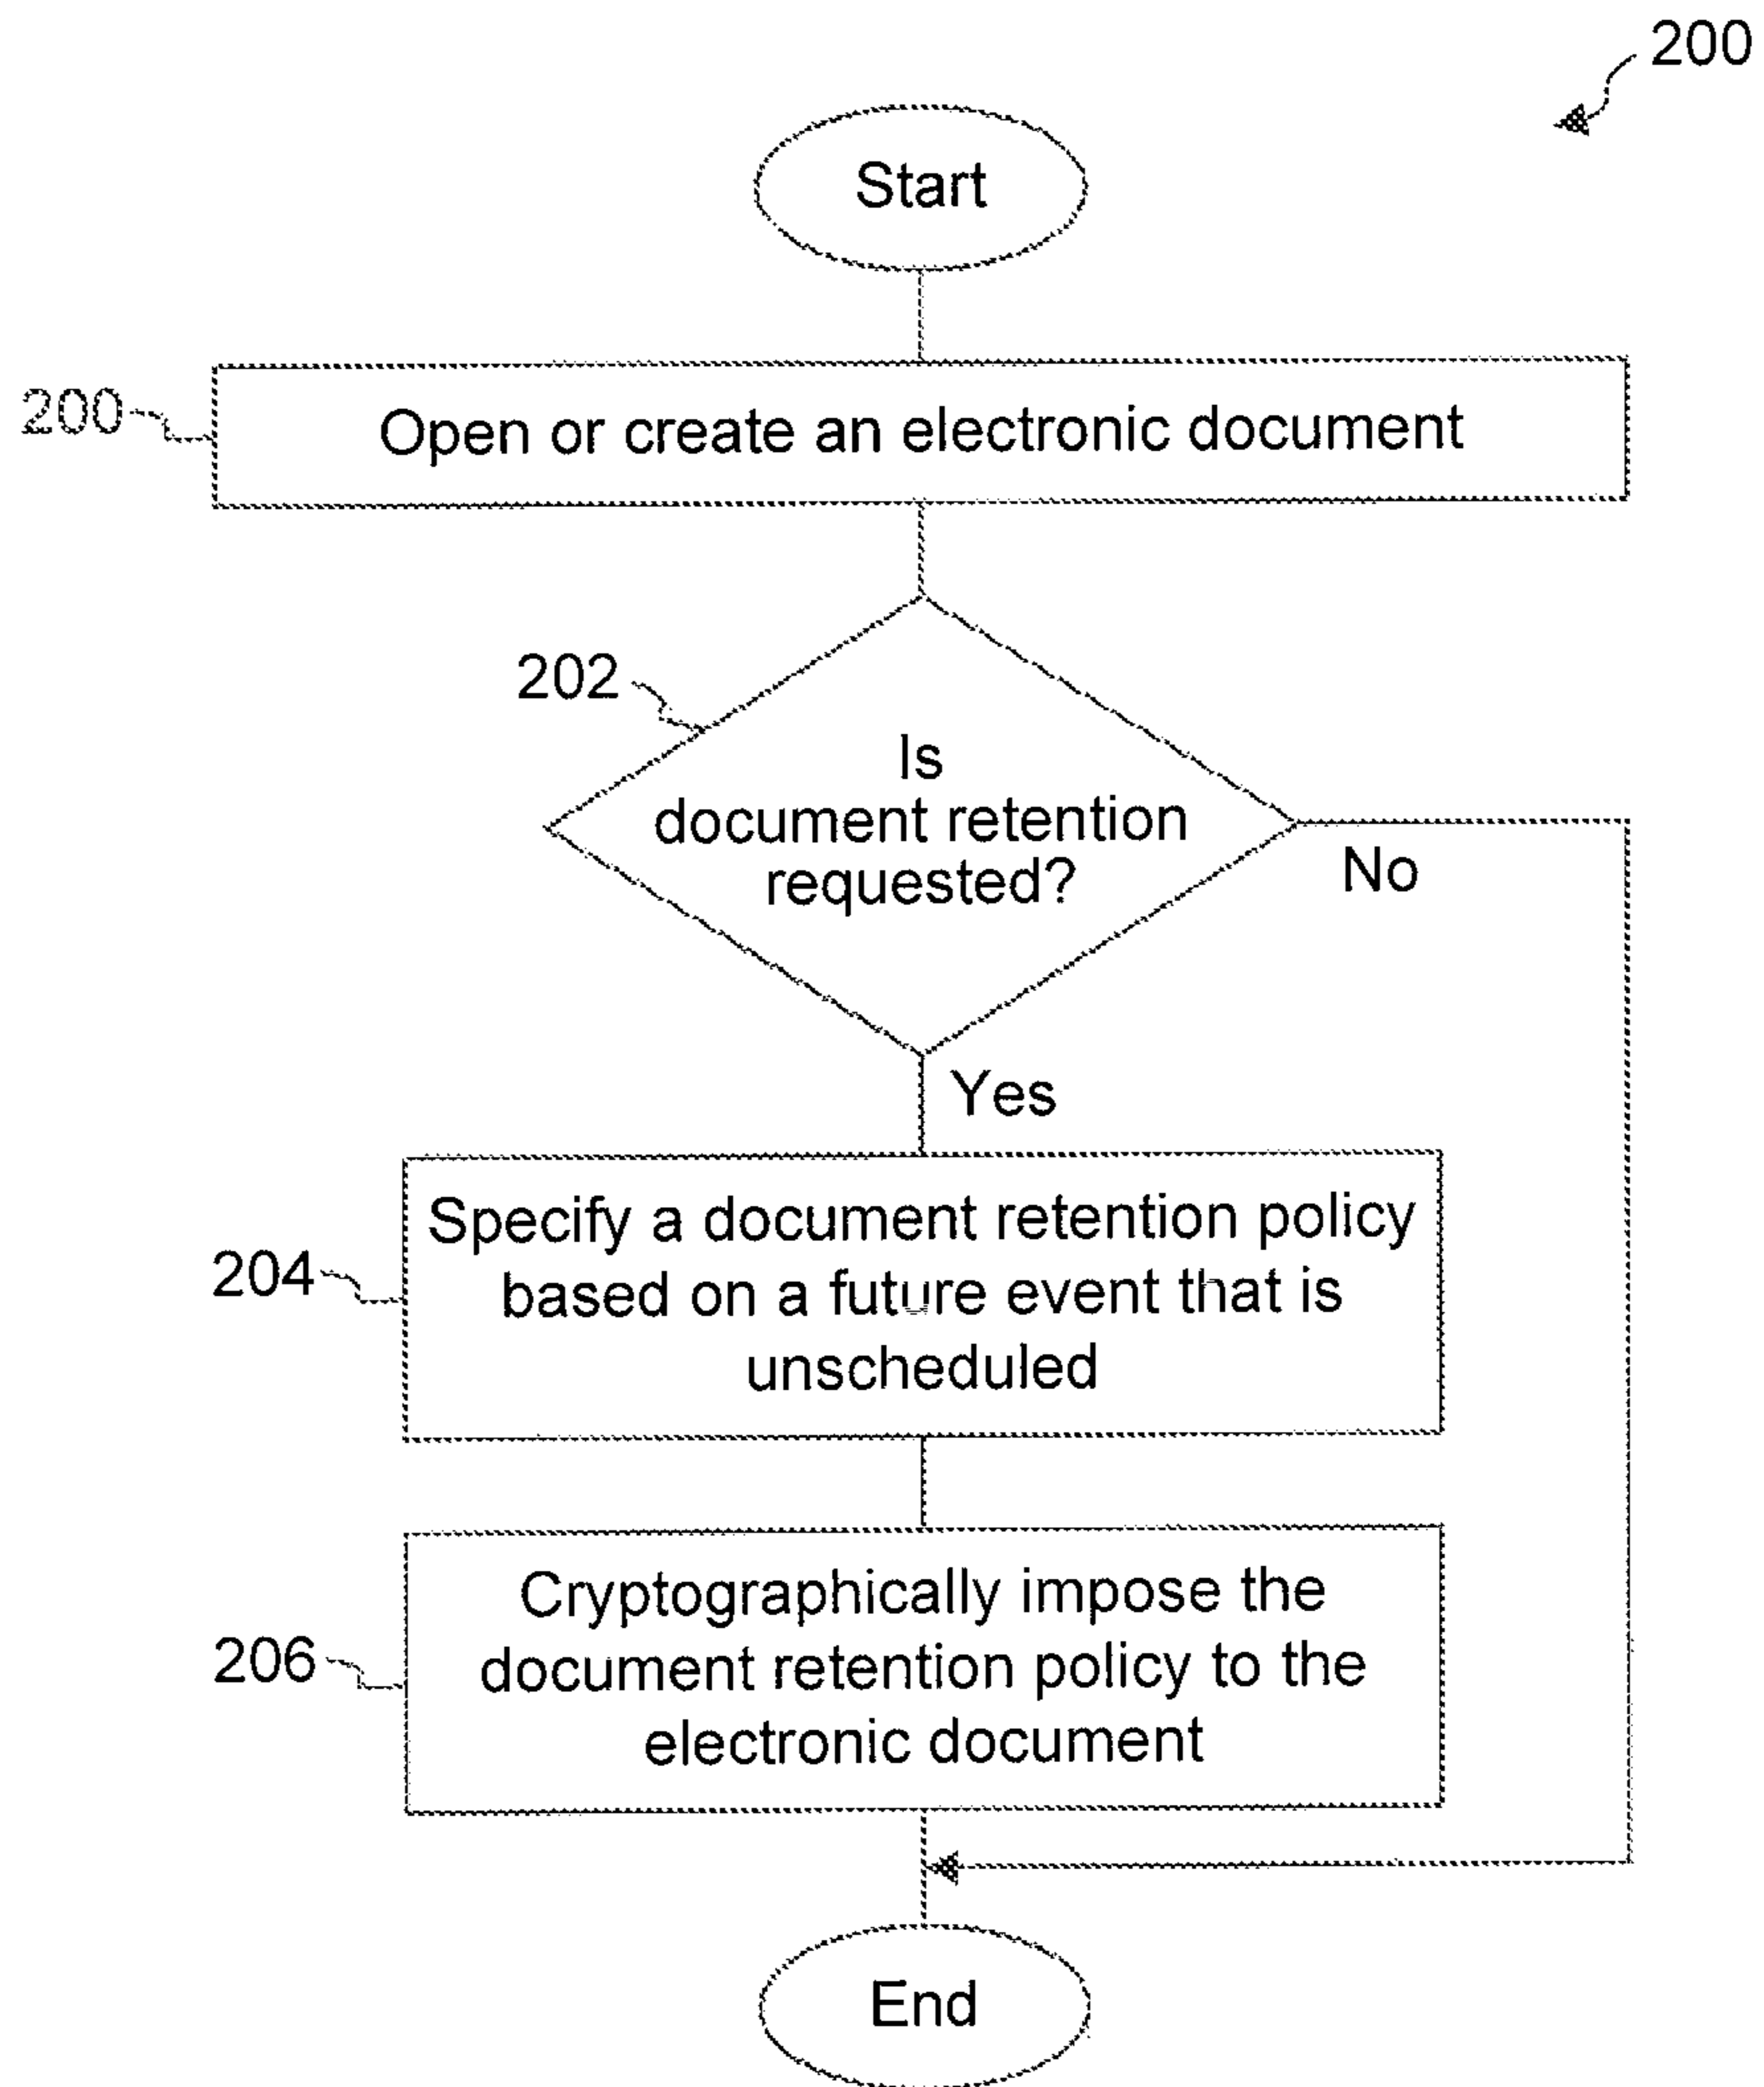 200
Start
200
Open or create an electronic document
202
Is
document retention
requested?
No
Yes
204
Specify a document retention policy
based on a future event that is
unscheduled
206
Cryptographically impose the
document retention policy to the
electronic document
End